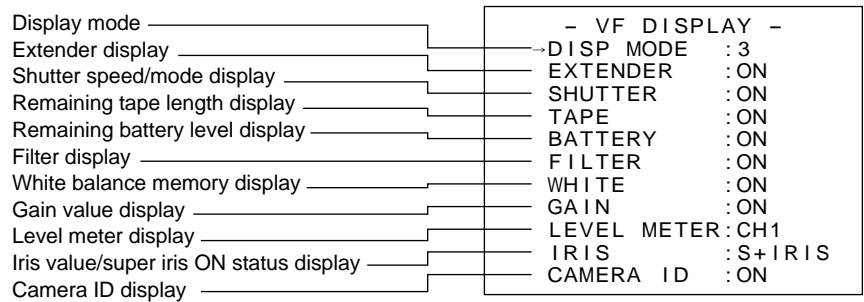 Display mode
Extender display
Shutter speed/mode display
Remaining tape length display
Remaining battery level display
Filter display
White balance memory display
Gain value display
Level meter display
Iris value/super iris ON status display
Camera ID display
– VF DISPLAY –
→DISP MODE :3
EXTENDER :ON
SHUTTER :ON
TAPE :ON
BATTERY :ON
FILTER :ON
WHITE :ON
GAIN :ON
LEVEL METER:CH1
IRIS :S+IRIS
CAMERA ID :ON